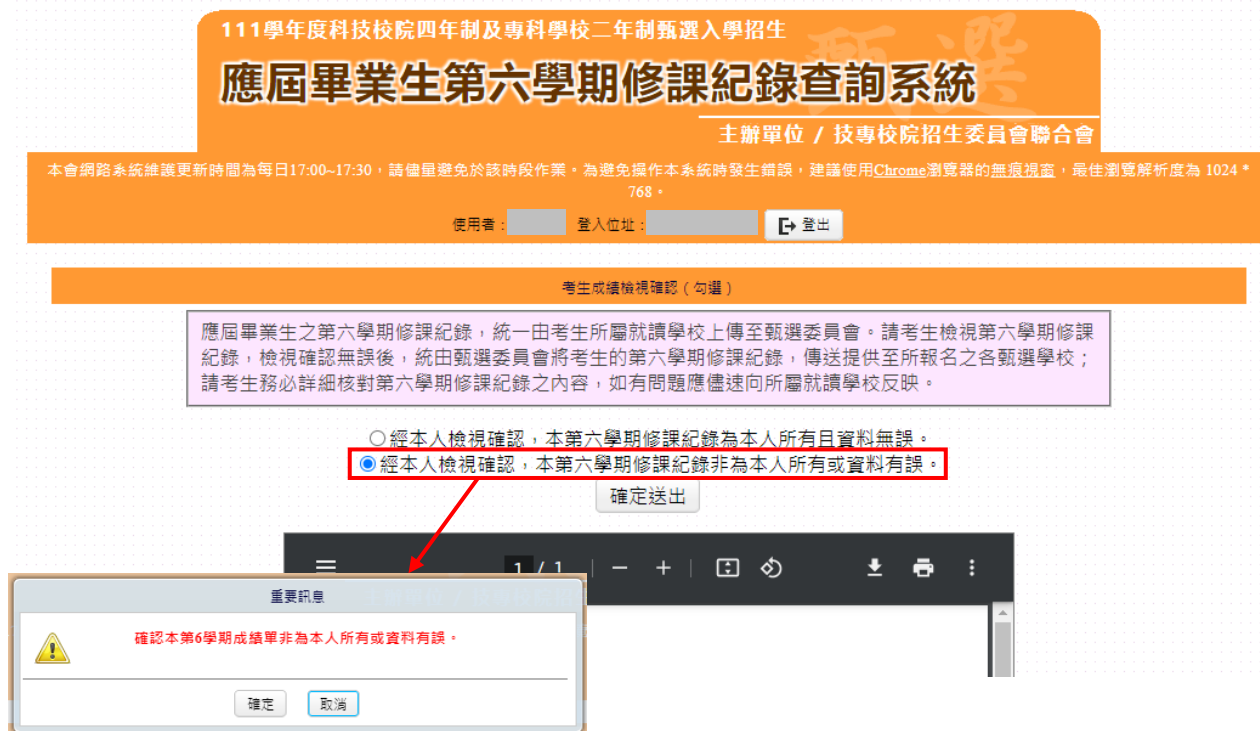 111學年度科技校院四年制及專科學校二年制甄選入學招生
甄選
應屆畢業生第六學期修課紀錄查詢系統
主辦單位 / 技專校院招生委員會聯合會
本會網路系統維護更新時間為每日17:00~17:30，請儘量避免於該時段作業。為避免操作本系統時發生錯誤，建議使用Chrome瀏覽器的無痕視窗，最佳瀏覽解析度為 1024 *
768。
使用者： 登入位址： 登出
考生成績檢視確認（勾選）
應屆畢業生之第六學期修課紀錄，統一由考生所屬就讀學校上傳至甄選委員會。請考生檢視第六學期修課
紀錄，檢視確認無誤後，統由甄選委員會將考生的第六學期修課紀錄，傳送提供至所報名之各甄選學校；
請考生務必詳細核對第六學期修課紀錄之內容，如有問題應儘速向所屬就讀學校反映。
經本人檢視確認，本第六學期修課紀錄為本人所有且資料無誤。
經本人檢視確認，本第六學期修課紀錄非為本人所有或資料有誤。
確定送出
1 / 1
重要訊息
確認本第6學期成績單非為本人所有或資料有誤。
確定 取消